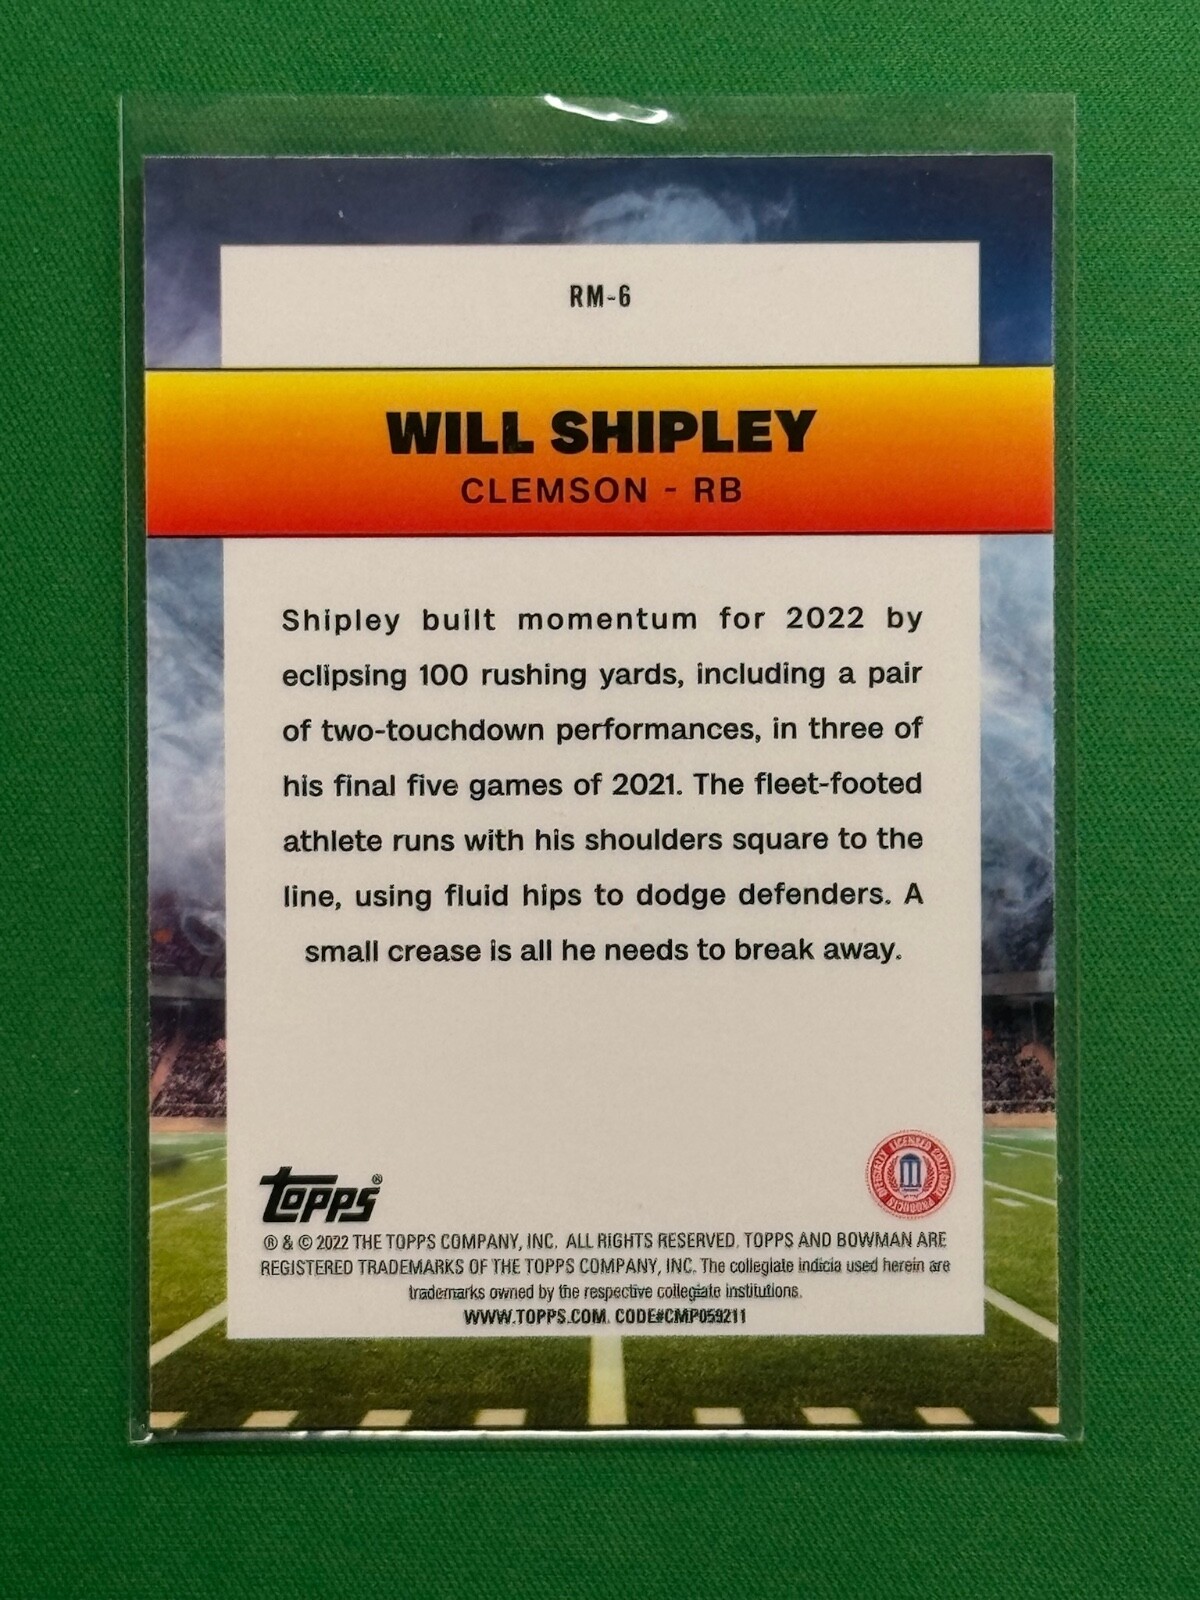 RM-6
WILL SHIPLEY
CLEMSON - RB
Shipley built momentum for 2022 by
eclipsing 100 rushing yards, including a pair
of two-touchdown performances, in three of
his final five games of 2021. The fleet-footed
athlete runs with his shoulders square to the
line, using fluid hips to dodge defenders. A
small crease is all he needs to break away.
topps®
OFFICIALLY LICENSED COLLEGIATE PRODUCTS
® & © 2022 THE TOPPS COMPANY, INC. ALL RIGHTS RESERVED. TOPPS AND BOWMAN ARE
REGISTERED TRADEMARKS OF THE TOPPS COMPANY, INC. The collegiate indicia used herein are
trademarks owned by the respective collegiate institutions.
WWW.TOPPS.COM. CODE#CMP059211